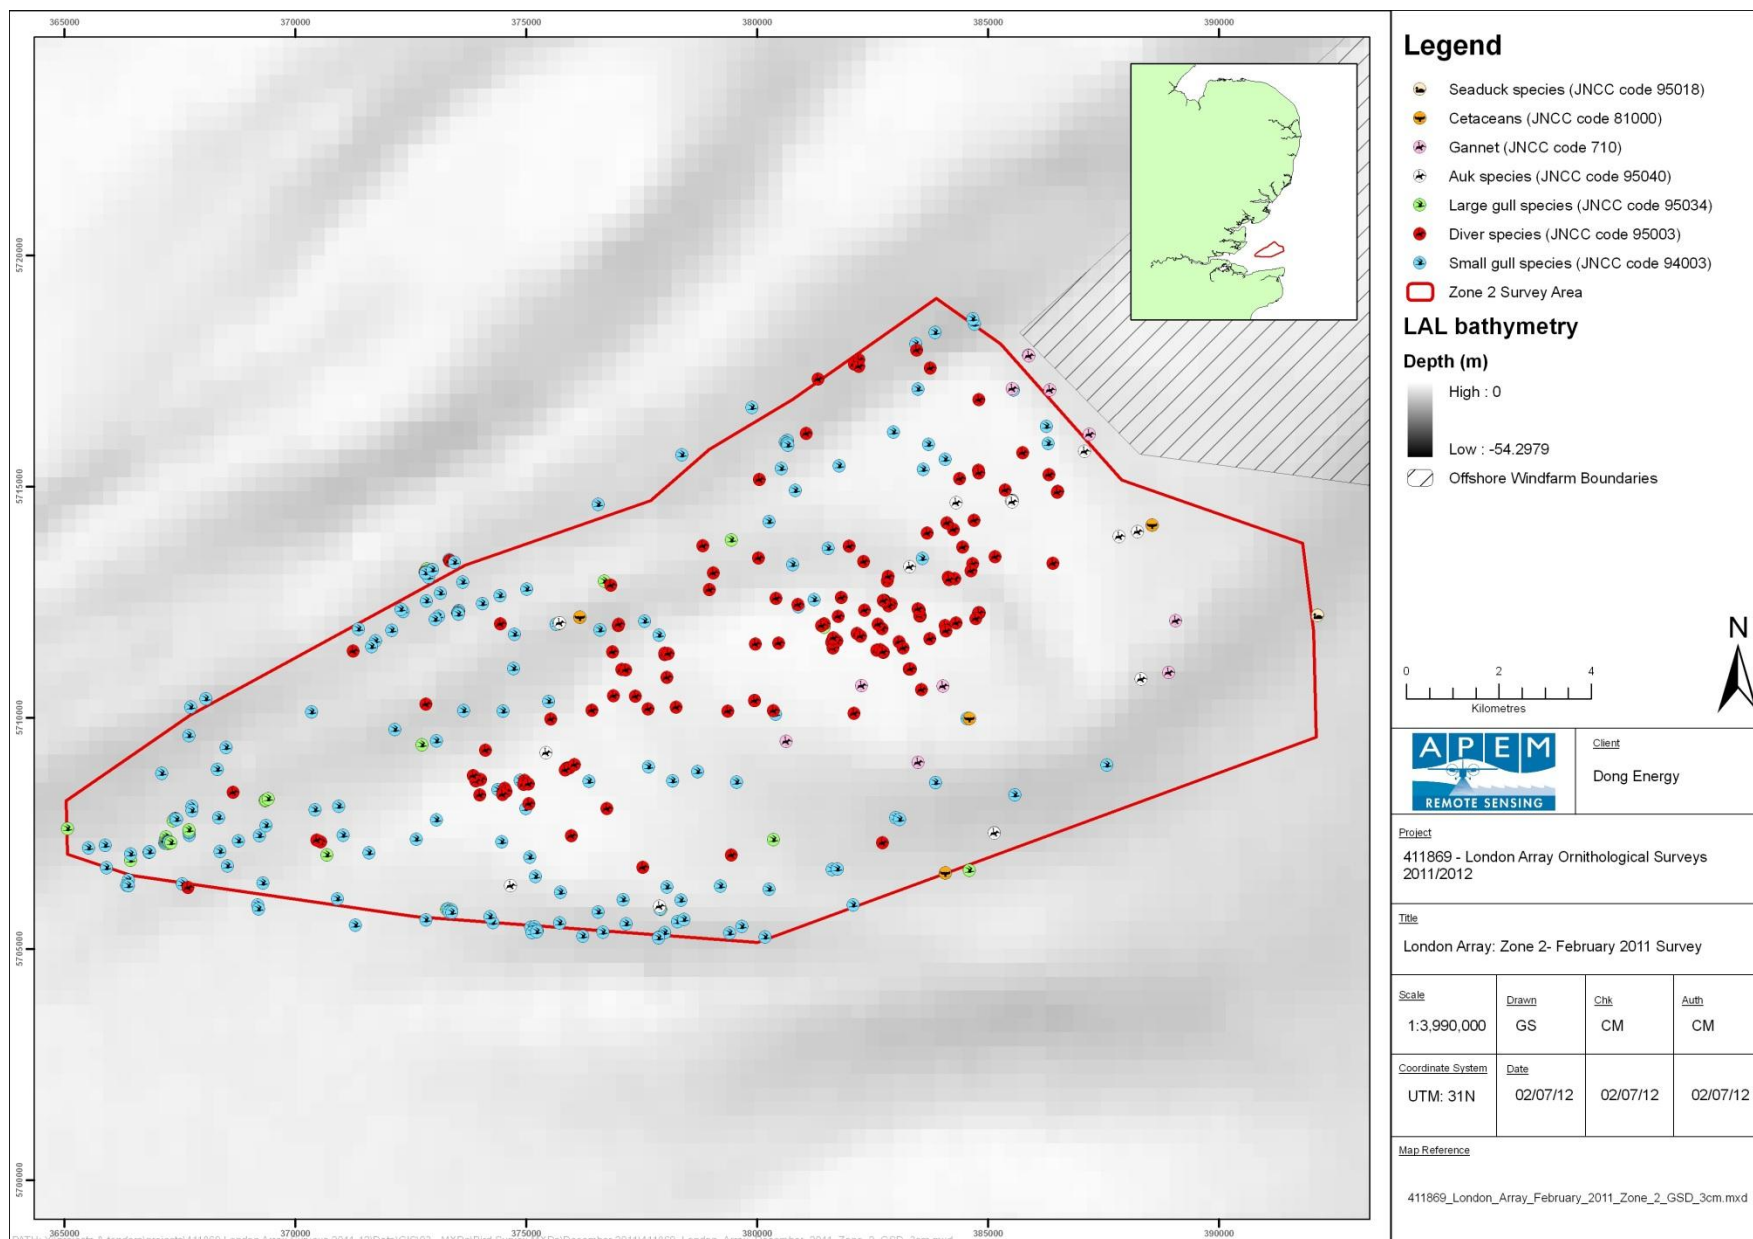 365000 370000 375000 380000 385000 390000
5720000
5715000
5710000
5705000
5700000
365000 370000 375000 380000 385000 390000
Legend
Seaduck species (JNCC code 95018)
Cetaceans (JNCC code 81000)
Gannet (JNCC code 710)
Auk species (JNCC code 95040)
Large gull species (JNCC code 95034)
Diver species (JNCC code 95003)
Small gull species (JNCC code 94003)
Zone 2 Survey Area
LAL bathymetry
Depth (m)
High : 0
Low : -54.2979
Offshore Windfarm Boundaries
N
0 2 4
Kilometres
APEM
REMOTE SENSING
Client
Dong Energy
Project
411869 - London Array Ornithological Surveys
2011/2012
Title
London Array: Zone 2- February 2011 Survey
Scale Drawn Chk Auth
1:3,990,000 GS CM CM
Coordinate System Date
UTM: 31N 02/07/12 02/07/12 02/07/12
Map Reference
411869_London_Array_February_2011_Zone_2_GSD_3cm.mxd